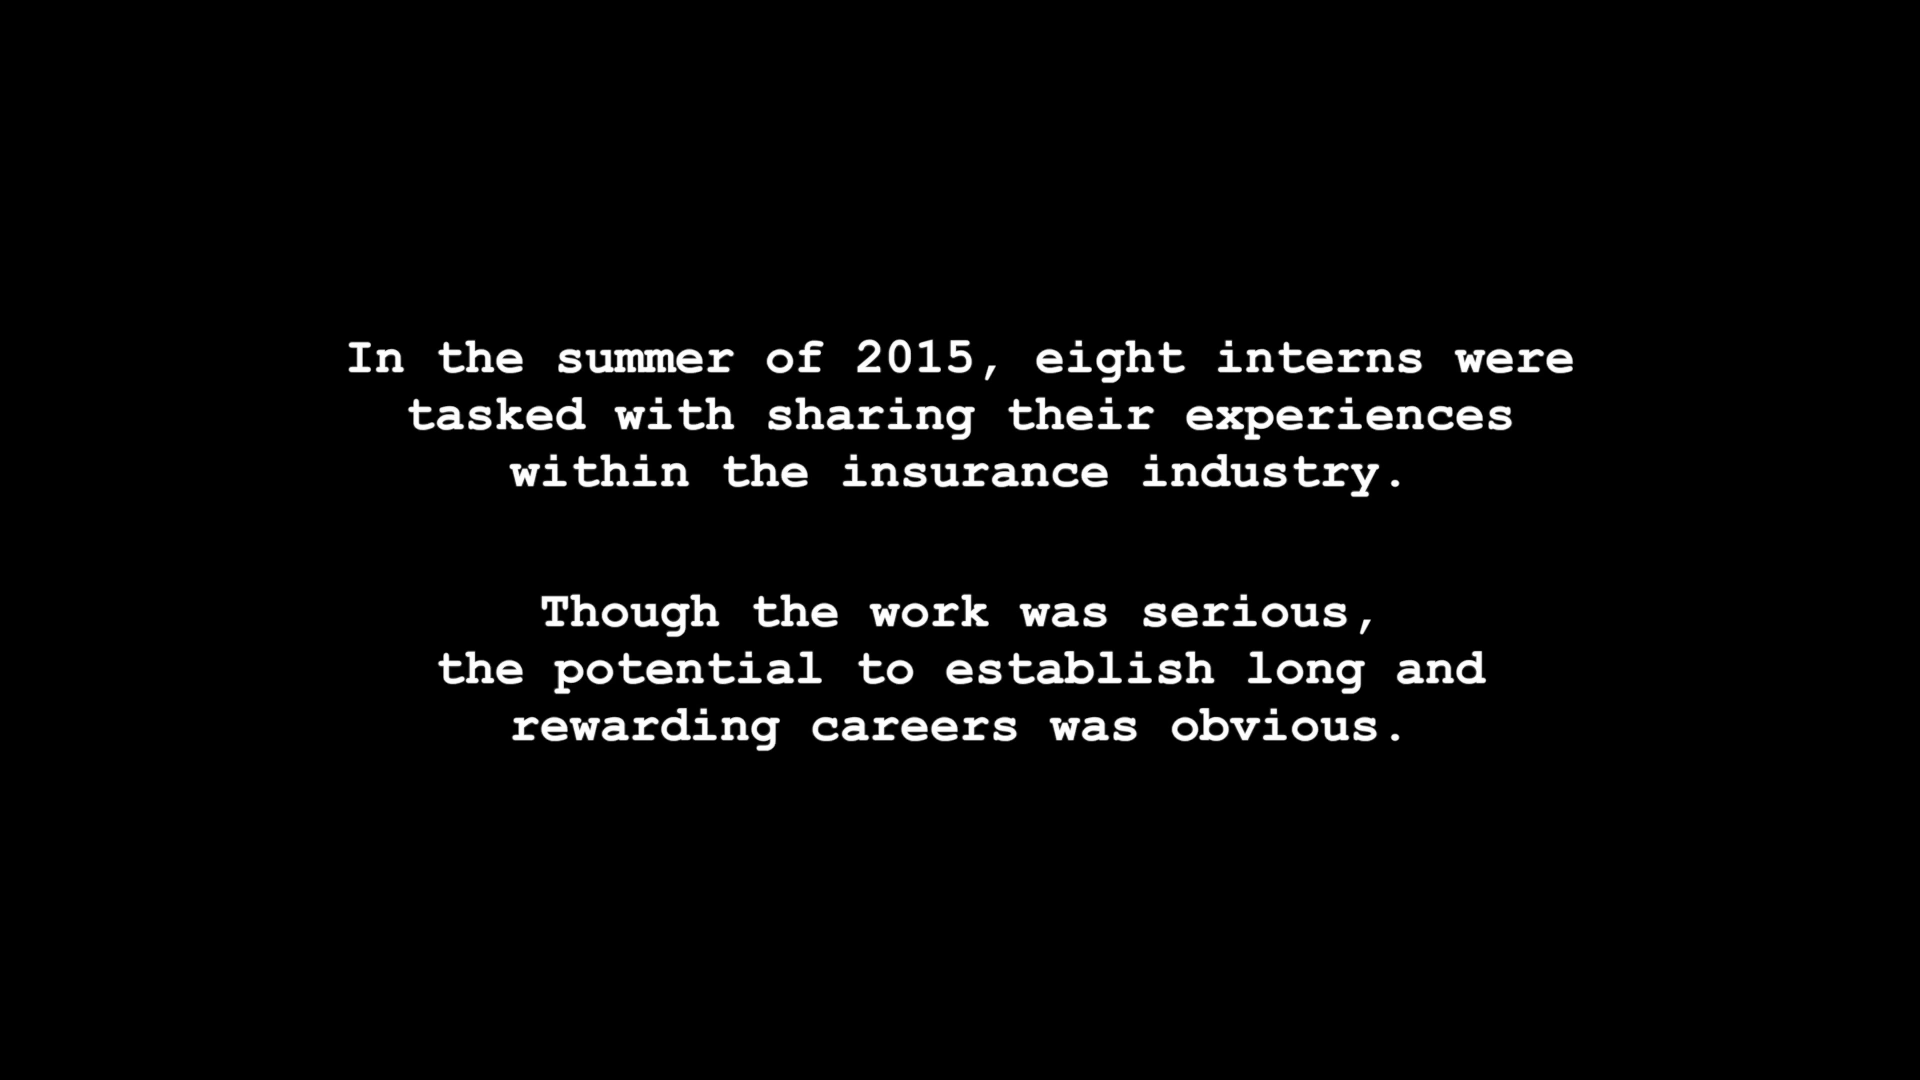 In the summer of 2015, eight interns were
tasked with sharing their experiences
within the insurance industry.
Though the work was serious,
the potential to establish long and
rewarding careers was obvious.